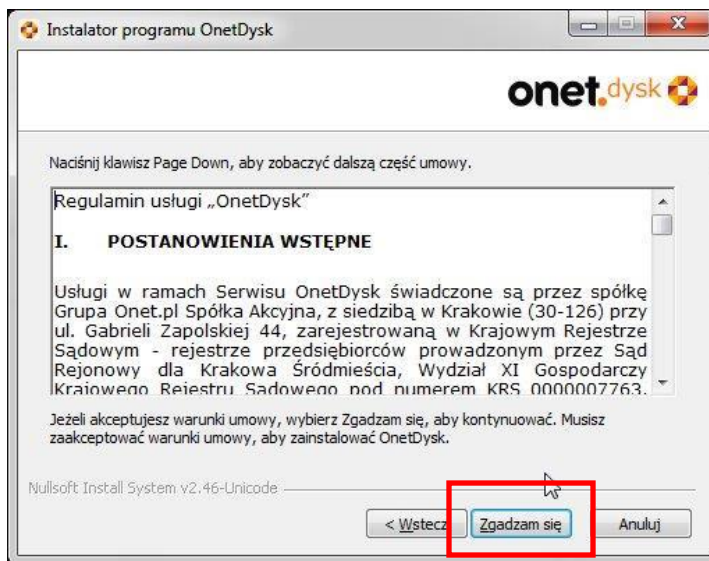 Instalator programu OnetDysk
onet.dysk
Naciśnij klawisz Page Down, aby zobaczyć dalszą część umowy.
Regulamin usługi „OnetDysk”
I. POSTANOWIENIA WSTĘPNE
Usługi w ramach Serwisu OnetDysk świadczone są przez spółkę
Grupa Onet.pl Spółka Akcyjna, z siedzibą w Krakowie (30-126) przy
ul. Gabrieli Zapolskiej 44, zarejestrowaną w Krajowym Rejestrze
Sądowym - rejestrze przedsiębiorców prowadzonym przez Sąd
Rejonowy dla Krakowa Śródmieścia, Wydział XI Gospodarczy
Krajowego Rejestru Sądowego pod numerem KRS 0000007763,
Jeżeli akceptujesz warunki umowy, wybierz Zgadzam się, aby kontynuować. Musisz
zaakceptować warunki umowy, aby zainstalować OnetDysk.
Nullsoft Install System v2.46-Unicode
< Wstecz
Zgadzam się
Anuluj